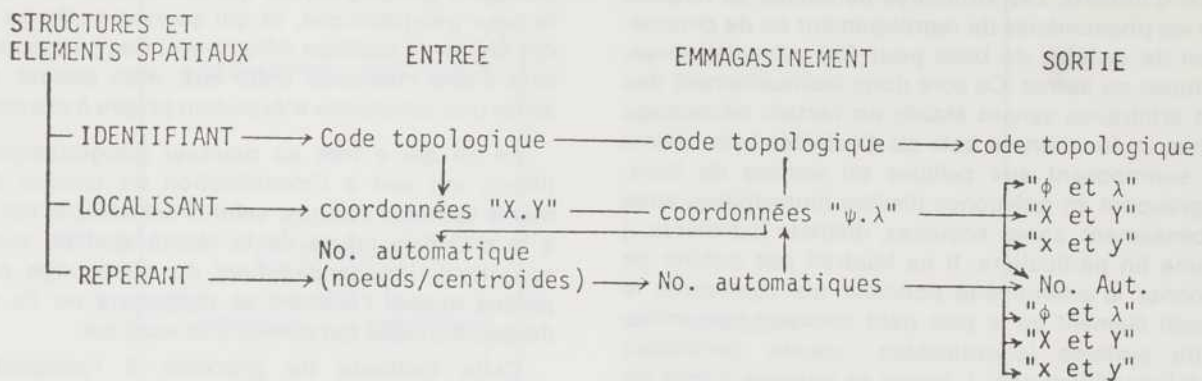 STRUCTURES ET
ELEMENTS SPATIAUX ENTREE EMMAGASINEMENT SORTIE
IDENTIFIANT Code topologique code topologique code topologique
"ϕ et λ"
LOCALISANT coordonnées "X.Y" coordonnées "ψ.λ" "X et Y"
"x et y"
No. automatique
REPERANT (noeuds/centroides) No. automatiques No. Aut.
"ϕ et λ"
"X et Y"
"x et y"